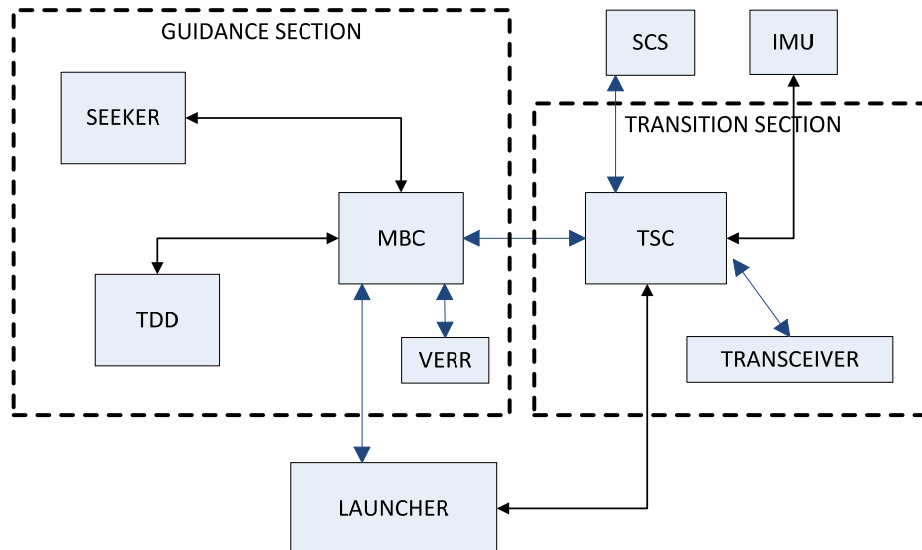 GUIDANCE SECTION
SCS
IMU
SEEKER
TRANSITION SECTION
MBC
TSC
TDD
VERR
TRANSCEIVER
LAUNCHER